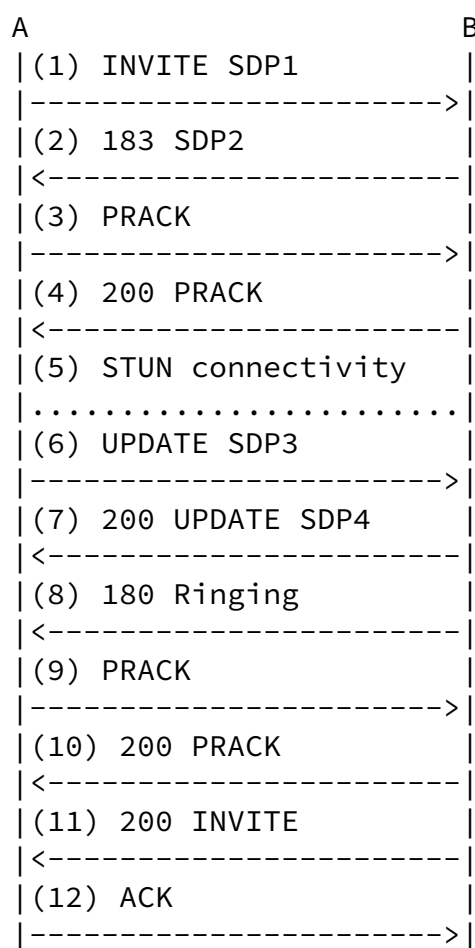 A                        B
|(1) INVITE SDP1         |
|----------------------->|
|(2) 183 SDP2            |
|<-----------------------|
|(3) PRACK               |
|----------------------->|
|(4) 200 PRACK           |
|<-----------------------|
|(5) STUN connectivity   |
|........................|
|(6) UPDATE SDP3         |
|----------------------->|
|(7) 200 UPDATE SDP4     |
|<-----------------------|
|(8) 180 Ringing         |
|<-----------------------|
|(9) PRACK               |
|----------------------->|
|(10) 200 PRACK          |
|<-----------------------|
|(11) 200 INVITE         |
|<-----------------------|
|(12) ACK                |
|----------------------->|